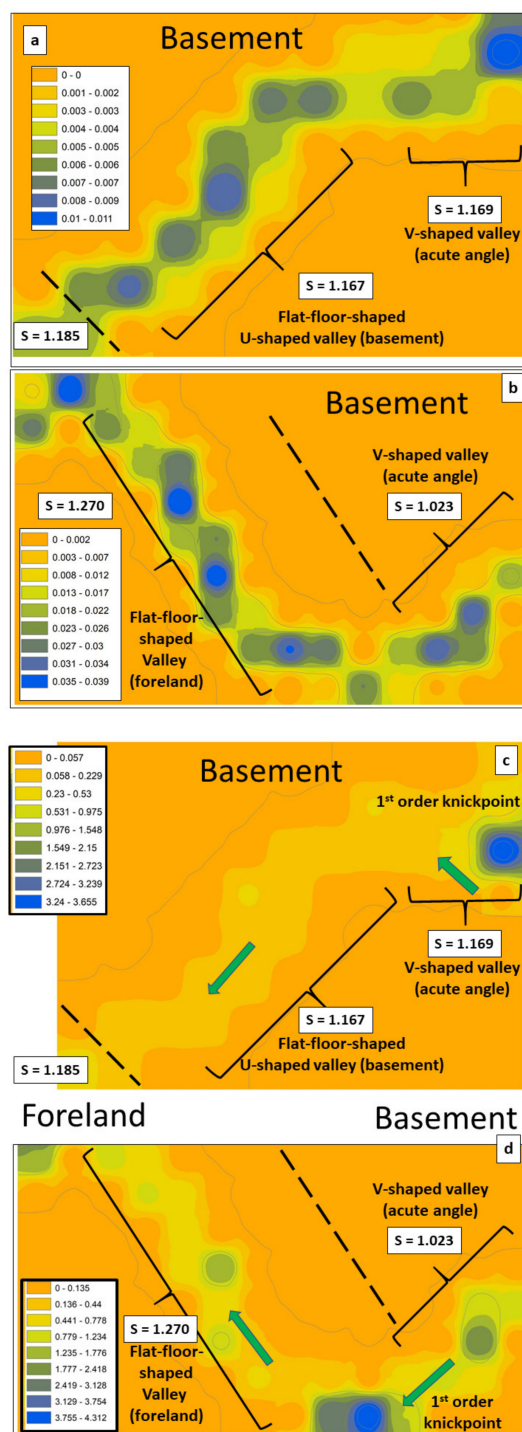 a
Basement
0 - 0
0.001 - 0.002
0.003 - 0.003
0.004 - 0.004
0.005 - 0.005
0.006 - 0.006
0.007 - 0.007
0.008 - 0.009
0.01 - 0.011
S = 1.169
V-shaped valley
(acute angle)
S = 1.167
Flat-floor-shaped
U-shaped valley (basement)
S = 1.185
b
Basement
V-shaped valley
(acute angle)
S = 1.023
S = 1.270
0 - 0.002
0.003 - 0.007
0.008 - 0.012
0.013 - 0.017
0.018 - 0.022
0.023 - 0.026
0.027 - 0.03
0.031 - 0.034
0.035 - 0.039
Flat-floor-
shaped
Valley
(foreland)
c
0 - 0.057
0.058 - 0.229
0.23 - 0.53
0.531 - 0.975
0.976 - 1.548
1.549 - 2.15
2.151 - 2.723
2.724 - 3.239
3.24 - 3.655
Basement
1st order knickpoint
S = 1.169
V-shaped valley
(acute angle)
S = 1.167
Flat-floor-shaped
U-shaped valley (basement)
S = 1.185
Foreland
Basement
d
V-shaped valley
(acute angle)
S = 1.023
0 - 0.135
0.136 - 0.44
0.441 - 0.778
0.779 - 1.234
1.235 - 1.776
1.777 - 2.418
2.419 - 3.128
3.129 - 3.754
3.755 - 4.312
S = 1.270
Flat-floor-
shaped
Valley
(foreland)
1st order
knickpoint